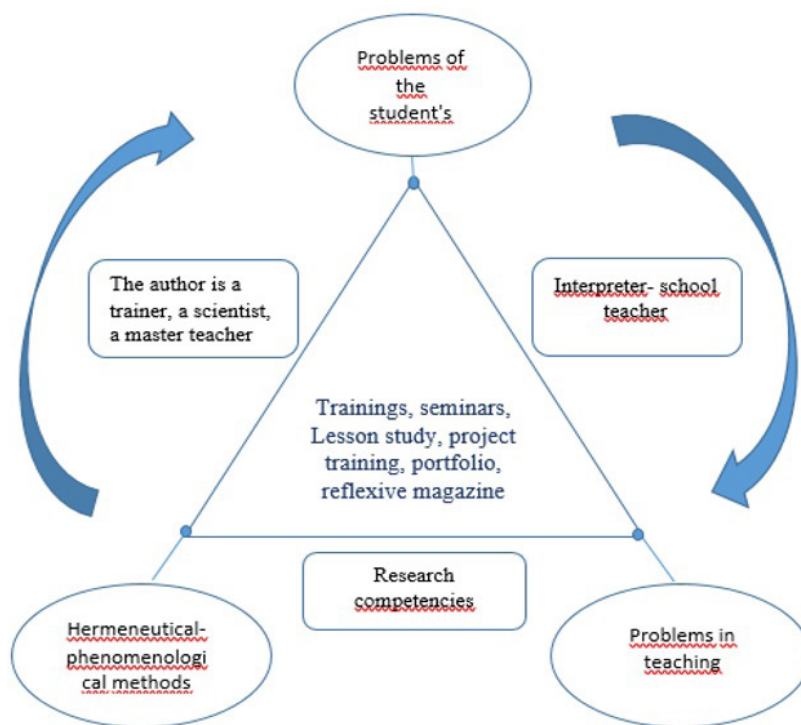 Problems of
the
student's
The author is a
trainer, a scientist,
a master teacher
Interpreter- school
teacher
Trainings, seminars,
Lesson study, project
training, portfolio,
reflexive magazine
Research
competencies
Hermeneutical-
phenomenologi
cal methods
Problems in
teaching